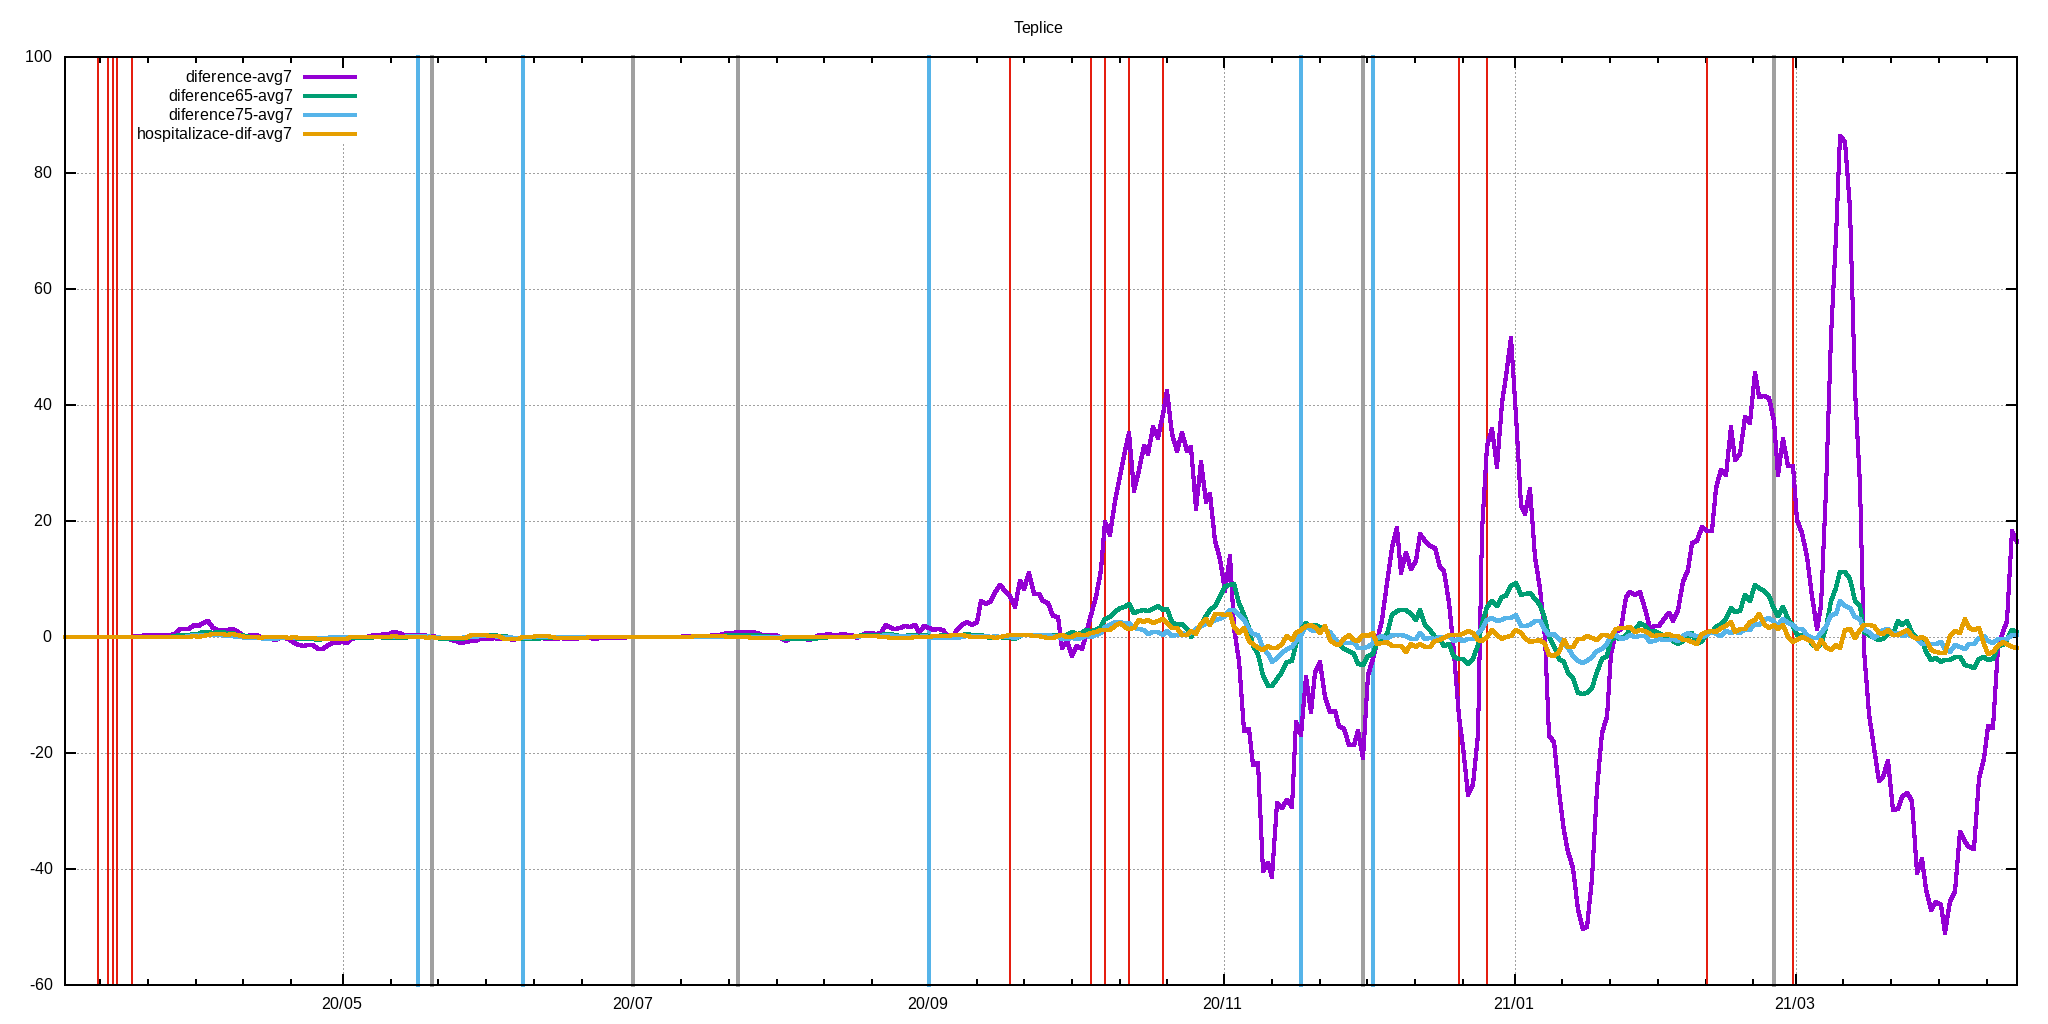 Teplice
diference-avg7
diference65-avg7
diference75-avg7
hospitalizace-dif-avg7
100
80
60
40
20
0
-20
-40
-60
20/05 20/07 20/09 20/11 21/01 21/03